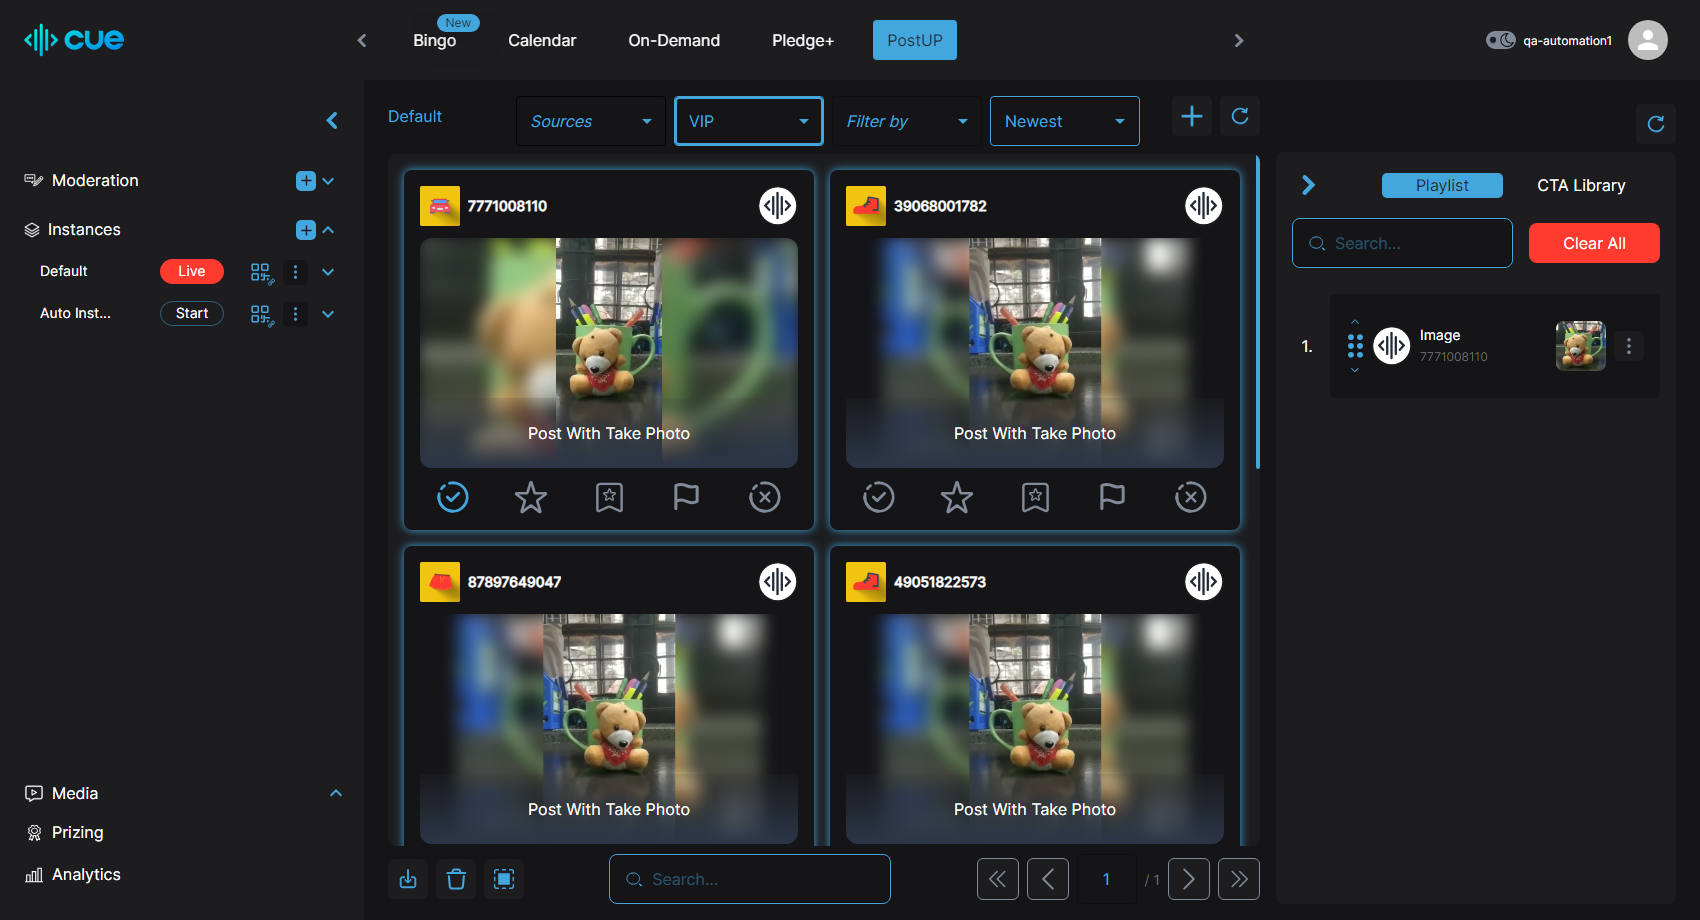 cue
New
Bingo
Calendar
On-Demand
Pledge+
PostUP
qa-automation1
Moderation
Instances
Default
Live
Auto Inst...
Start
Media
Prizing
Analytics
Default
Sources
VIP
Filter by
Newest
7771008110
Post With Take Photo
39068001782
Post With Take Photo
87897649047
Post With Take Photo
49051822573
Post With Take Photo
Search...
1
/ 1
Playlist
CTA Library
Search...
Clear All
1.
Image
7771008110